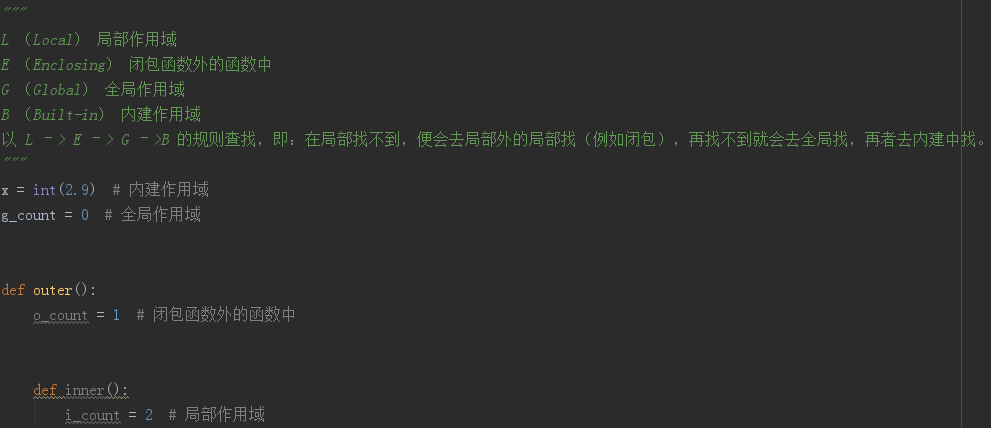 """
L （Local） 局部作用域
E （Enclosing） 闭包函数外的函数中
G （Global） 全局作用域
B （Built-in） 内建作用域
以 L －> E －> G －>B 的规则查找，即：在局部找不到，便会去局部外的局部找（例如闭包），再找不到就会去全局找，再者去内建中找。
"""
x = int(2.9)  # 内建作用域
g_count = 0  # 全局作用域
def outer():
    o_count = 1  # 闭包函数外的函数中
    def inner():
        i_count = 2  # 局部作用域